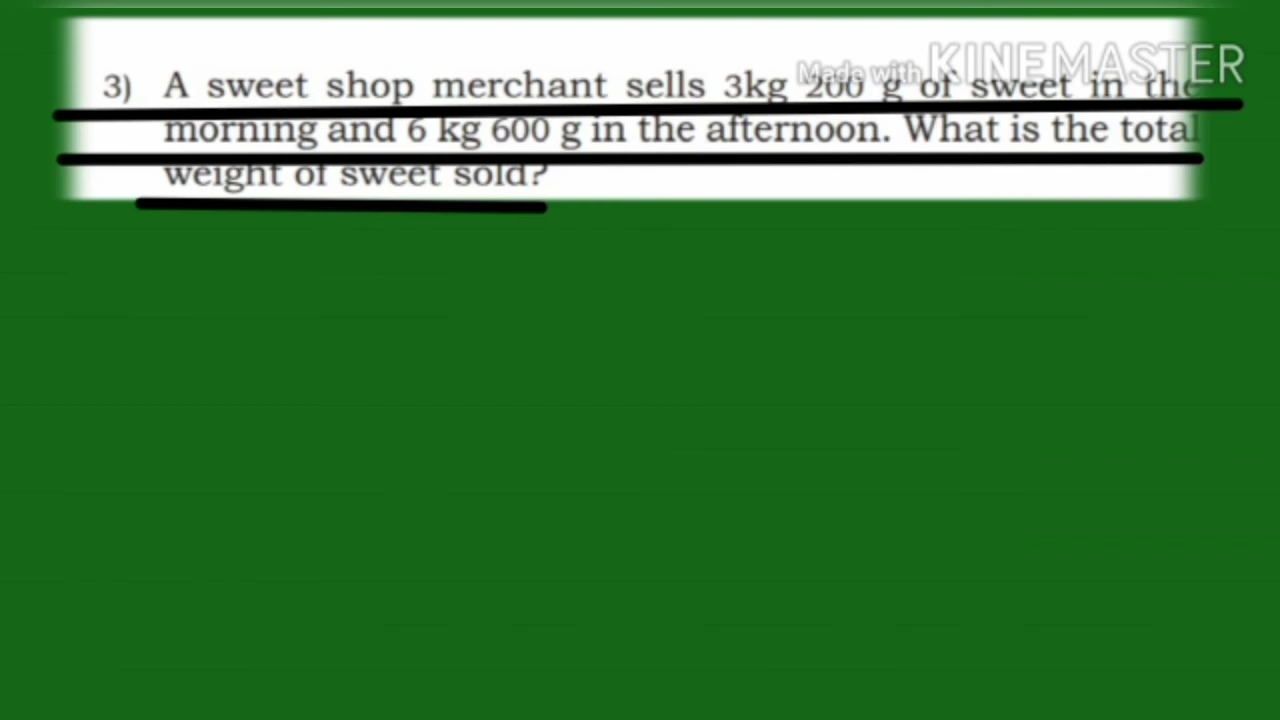 Made with KINEMASTER
3) A sweet shop merchant sells 3kg 200 g of sweet in the
morning and 6 kg 600 g in the afternoon. What is the total
weight of sweet sold?